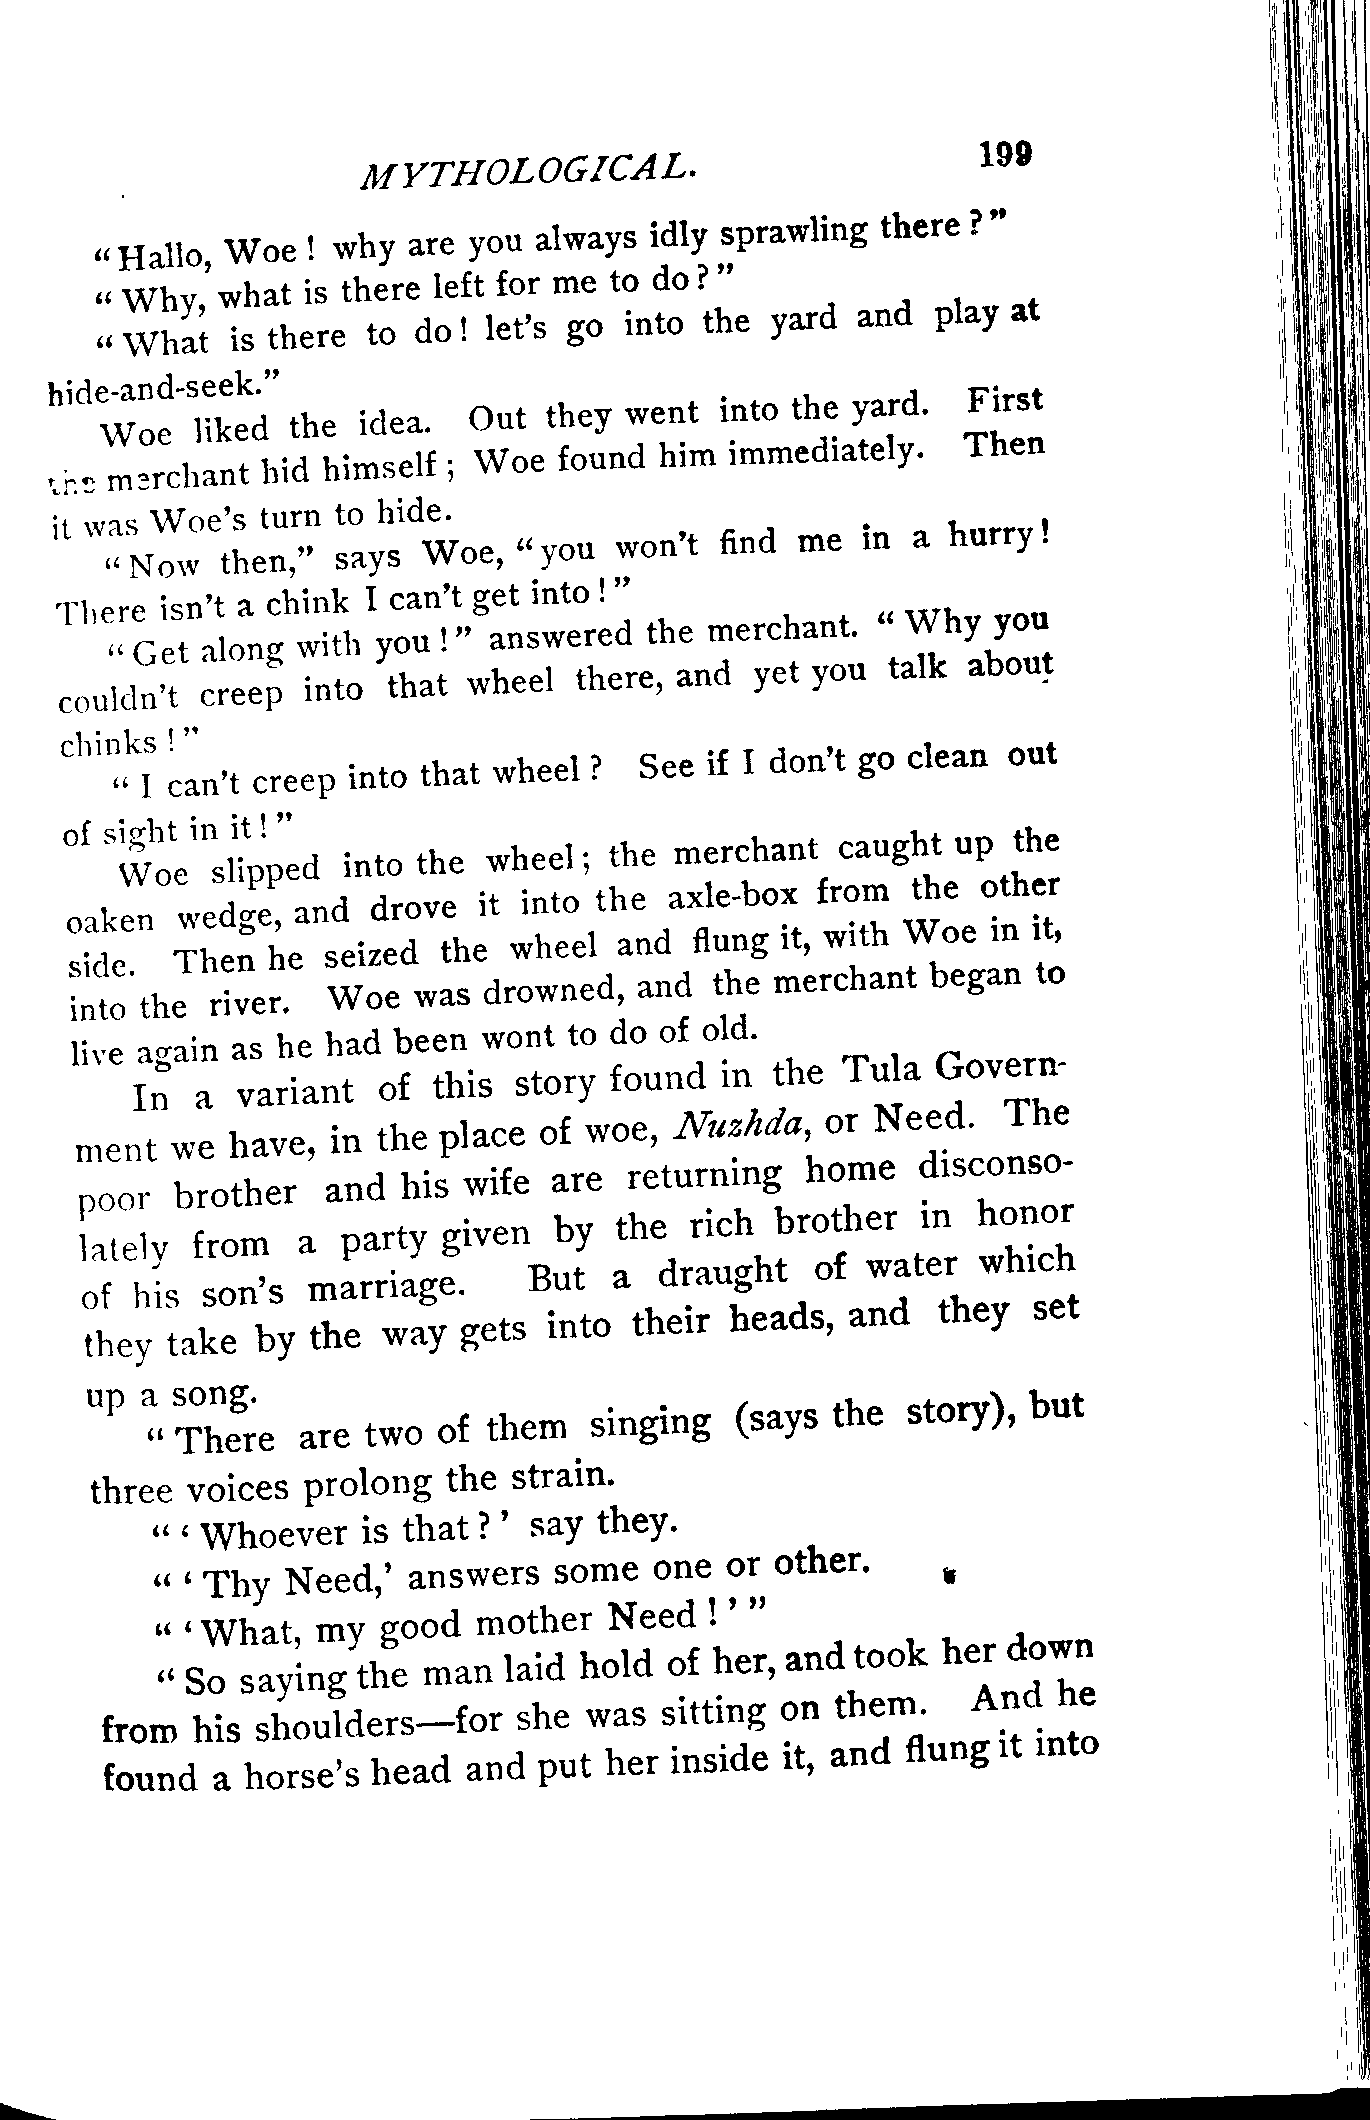 MYTHOLOGICAL. 199
“Hallo, Woe! why are you always idly sprawling there?”
“Why, what is there left for me to do?”
“What is there to do! let’s go into the yard and play at
hide-and-seek.”
Woe liked the idea. Out they went into the yard. First
the merchant hid himself; Woe found him immediately. Then
it was Woe’s turn to hide.
“Now then,” says Woe, “you won’t find me in a hurry!
There isn’t a chink I can’t get into!”
“Get along with you!” answered the merchant. “Why you
couldn’t creep into that wheel there, and yet you talk about
chinks!”
“I can’t creep into that wheel? See if I don’t go clean out
of sight in it!”
Woe slipped into the wheel; the merchant caught up the
oaken wedge, and drove it into the axle-box from the other
side. Then he seized the wheel and flung it, with Woe in it,
into the river. Woe was drowned, and the merchant began to
live again as he had been wont to do of old.
In a variant of this story found in the Tula Govern-
ment we have, in the place of woe, Nuzhda, or Need. The
poor brother and his wife are returning home disconso-
lately from a party given by the rich brother in honor
of his son’s marriage. But a draught of water which
they take by the way gets into their heads, and they set
up a song.
“There are two of them singing (says the story), but
three voices prolong the strain.
“‘Whoever is that?’ say they.
“‘Thy Need,’ answers some one or other.
“‘What, my good mother Need!’”
“So saying the man laid hold of her, and took her down
from his shoulders—for she was sitting on them. And he
found a horse’s head and put her inside it, and flung it into